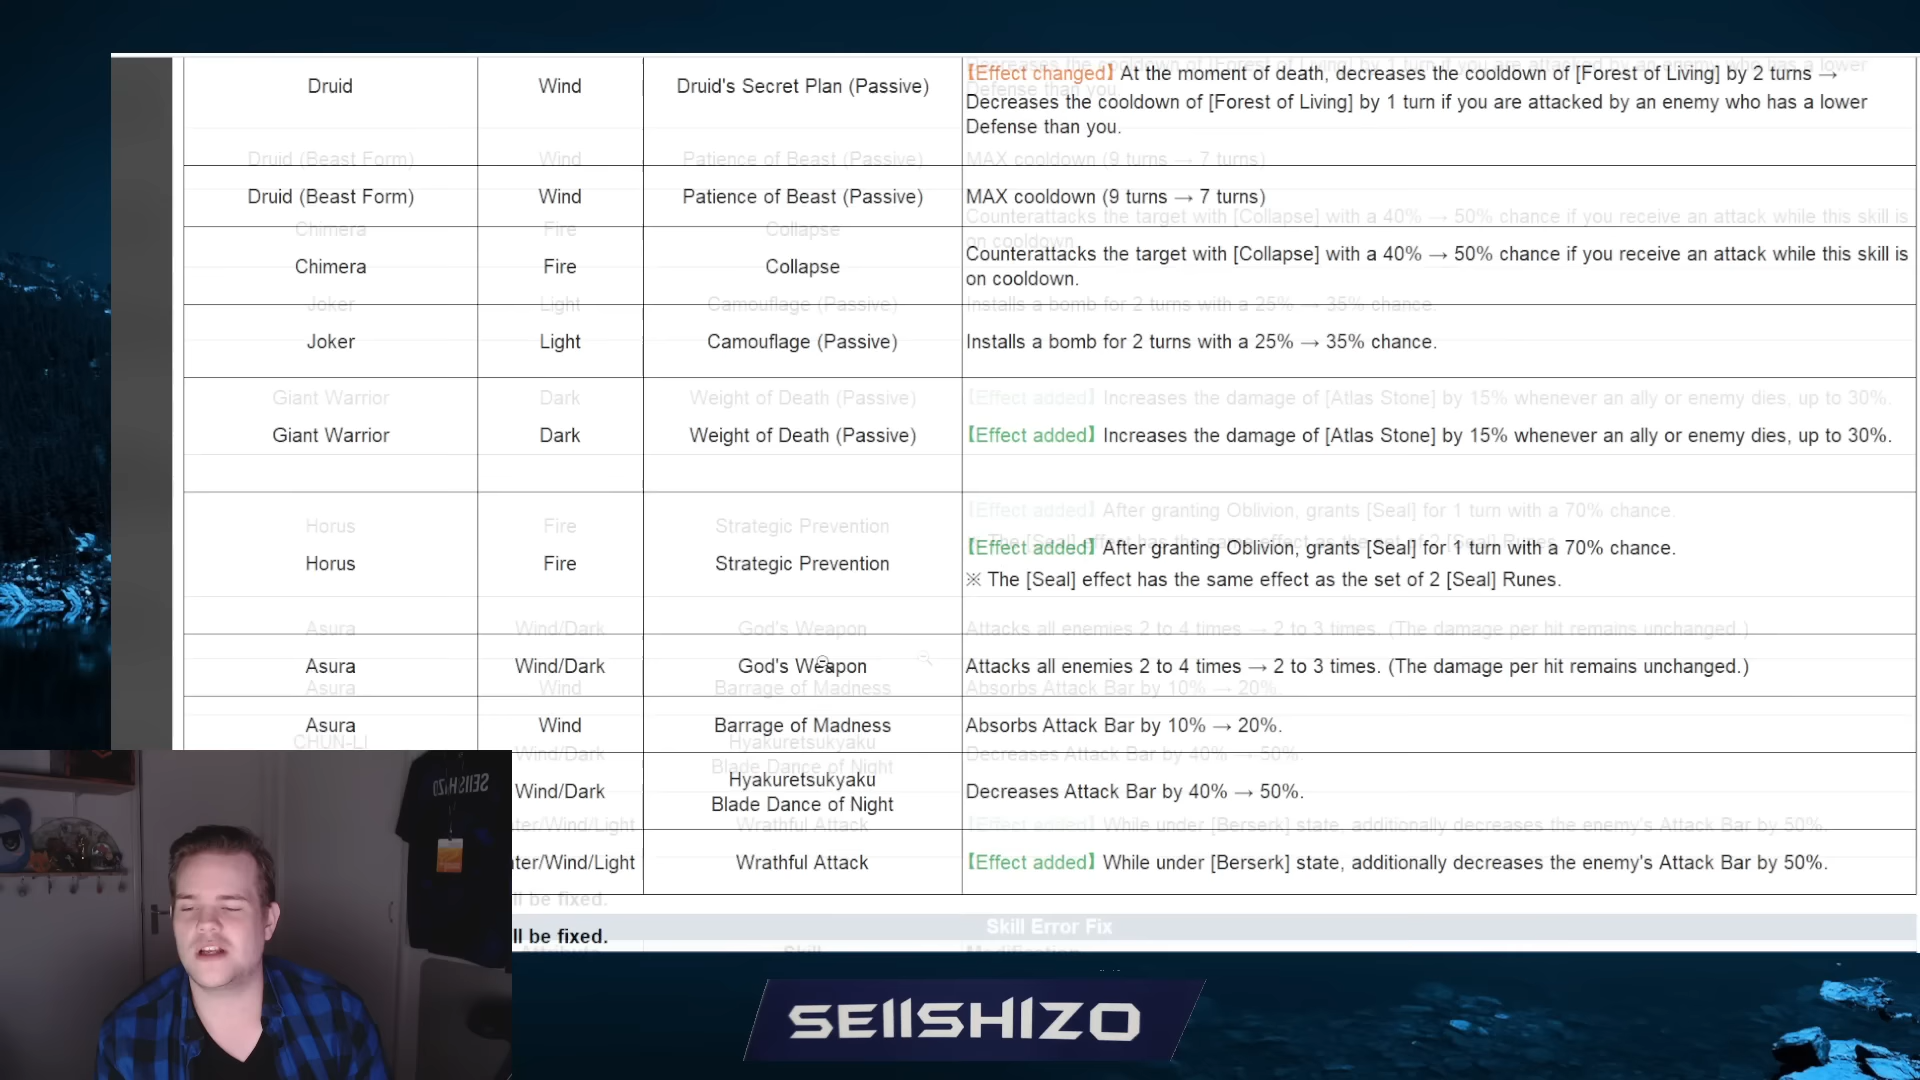 Druid Wind Druid's Secret Plan (Passive) 【Effect changed】 At the moment of death, decreases the cooldown of [Forest of Living] by 2 turns →
Decreases the cooldown of [Forest of Living] by 1 turn if you are attacked by an enemy who has a lower
Defense than you.
Druid (Beast Form) Wind Patience of Beast (Passive) MAX cooldown (9 turns → 7 turns)
Chimera Fire Collapse Counterattacks the target with [Collapse] with a 40% → 50% chance if you receive an attack while this skill is
on cooldown.
Joker Light Camouflage (Passive) Installs a bomb for 2 turns with a 25% → 35% chance.
Giant Warrior Dark Weight of Death (Passive) 【Effect added】 Increases the damage of [Atlas Stone] by 15% whenever an ally or enemy dies, up to 30%.
Horus Fire Strategic Prevention 【Effect added】 After granting Oblivion, grants [Seal] for 1 turn with a 70% chance.
※ The [Seal] effect has the same effect as the set of 2 [Seal] Runes.
Asura Wind/Dark God's Weapon Attacks all enemies 2 to 4 times → 2 to 3 times. (The damage per hit remains unchanged.)
Asura Wind Barrage of Madness Absorbs Attack Bar by 10% → 20%.
CHUN-LI
Wind/Dark Hyakuretsukyaku
Blade Dance of Night Decreases Attack Bar by 40% → 50%.
ter/Wind/Light Wrathful Attack 【Effect added】 While under [Berserk] state, additionally decreases the enemy's Attack Bar by 50%.
Skill Error Fix
ll be fixed.
SEIISHIZO
SEIISHIZO